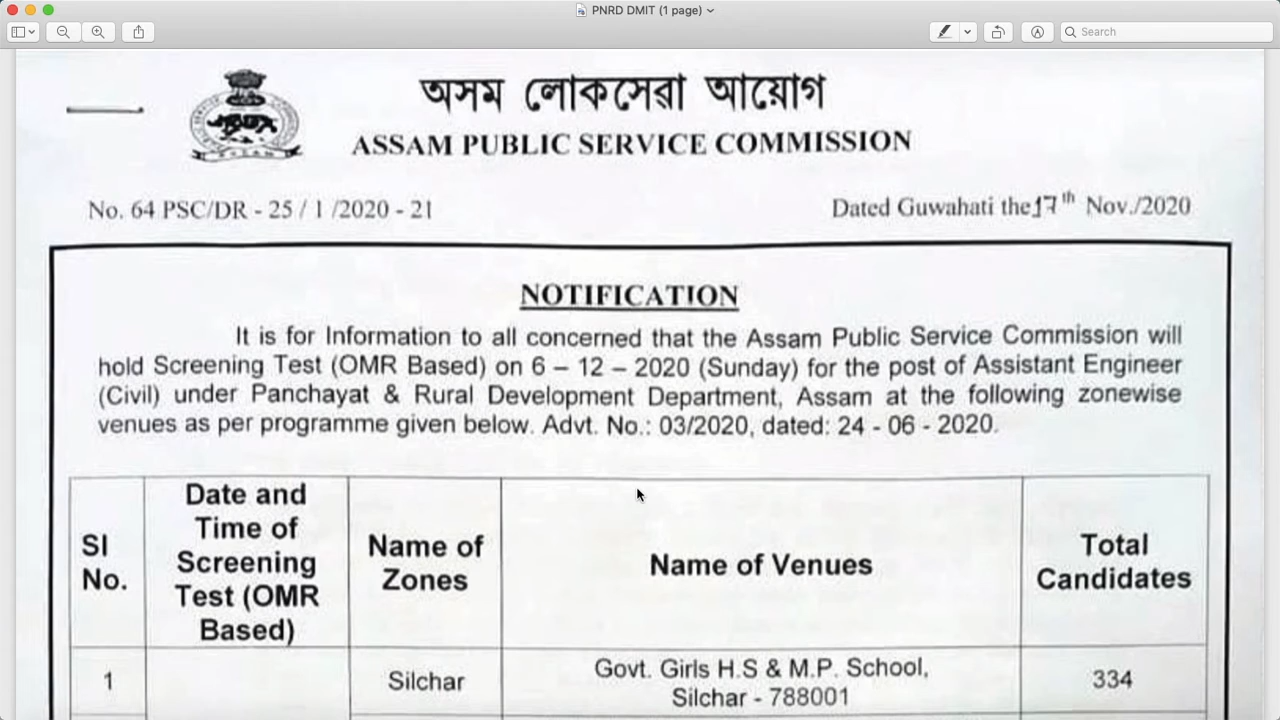 PNRD DMIT (1 page)
Search
অসম লোকসেৱা আয়োগ
ASSAM PUBLIC SERVICE COMMISSION
No. 64 PSC/DR - 25 / 1 /2020 - 21
Dated Guwahati the 17th Nov./2020
NOTIFICATION
It is for Information to all concerned that the Assam Public Service Commission will
hold Screening Test (OMR Based) on 6 – 12 – 2020 (Sunday) for the post of Assistant Engineer
(Civil) under Panchayat & Rural Development Department, Assam at the following zonewise
venues as per programme given below. Advt. No.: 03/2020, dated: 24 - 06 - 2020.
Sl
No.
Date and
Time of
Screening
Test (OMR
Based)
Name of
Zones
Name of Venues
Total
Candidates
1
Silchar
Govt. Girls H.S & M.P. School,
Silchar - 788001
334